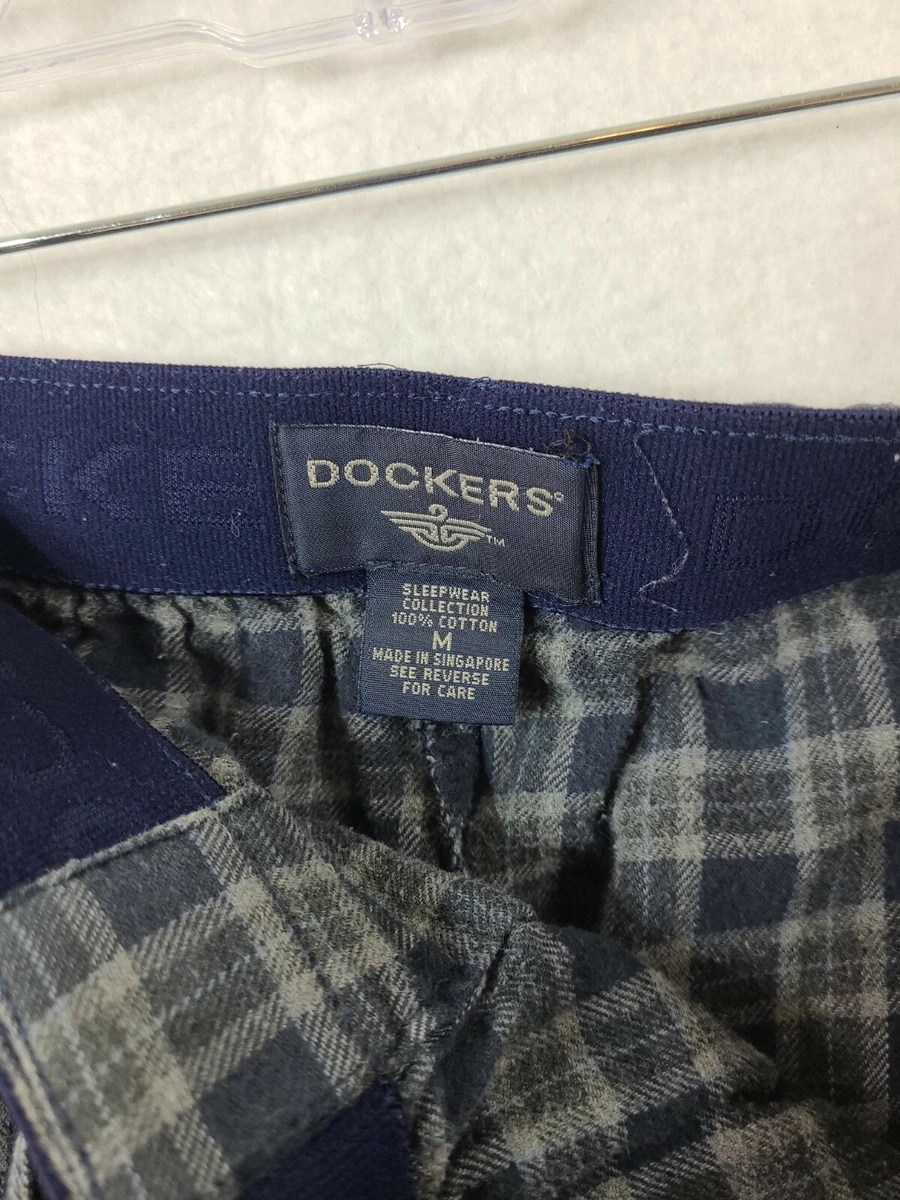 DOCKERS®
TM
SLEEPWEAR
COLLECTION
100% COTTON
M
MADE IN SINGAPORE
SEE REVERSE
FOR CARE